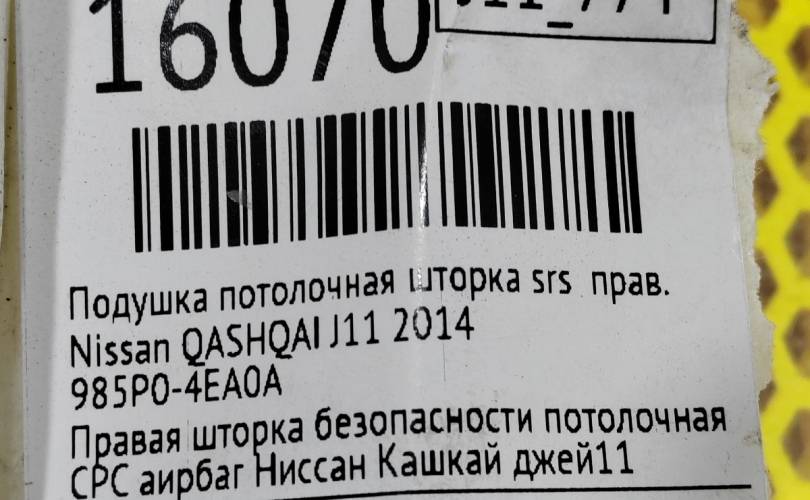 16070
Подушка потолочная шторка srs прав.
Nissan QASHQAI J11 2014
985P0-4EA0A
Правая шторка безопасности потолочная
СРС аирбаг Ниссан Кашкай джей11